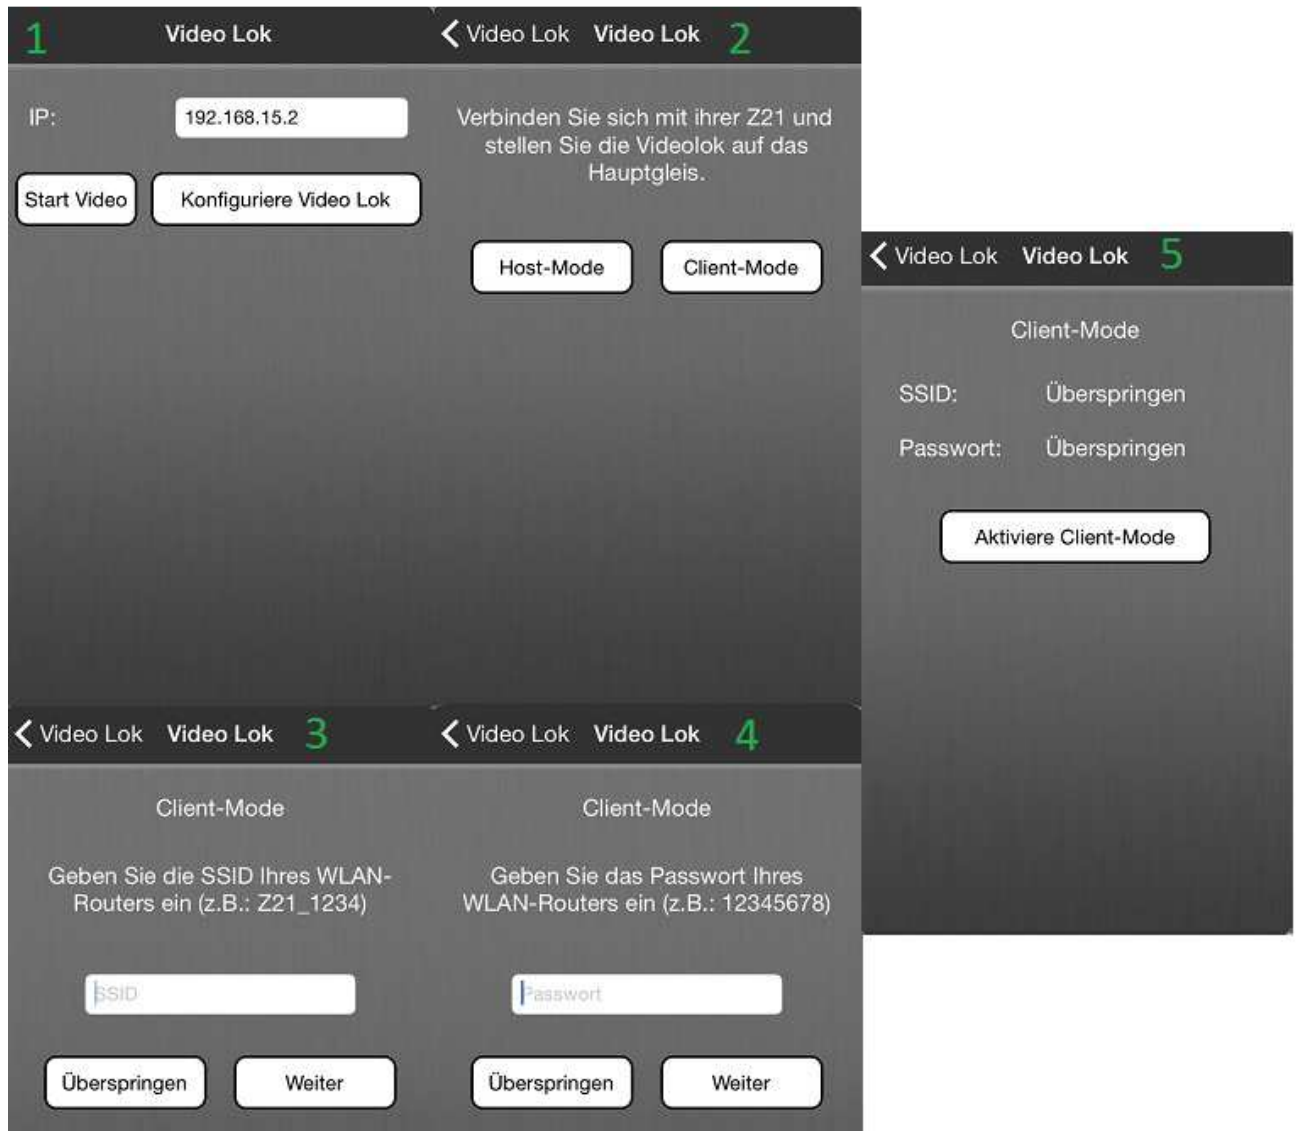 1 Video Lok
IP: 192.168.15.2
Start Video Konfiguriere Video Lok
Video Lok Video Lok 2
Verbinden Sie sich mit ihrer Z21 und
stellen Sie die Videolok auf das
Hauptgleis.
Host-Mode Client-Mode
Video Lok Video Lok 3
Client-Mode
Geben Sie die SSID Ihres WLAN-
Routers ein (z.B.: Z21_1234)
SSID
Überspringen Weiter
Video Lok Video Lok 4
Client-Mode
Geben Sie das Passwort Ihres
WLAN-Routers ein (z.B.: 12345678)
Passwort
Überspringen Weiter
Video Lok Video Lok 5
Client-Mode
SSID: Überspringen
Passwort: Überspringen
Aktiviere Client-Mode